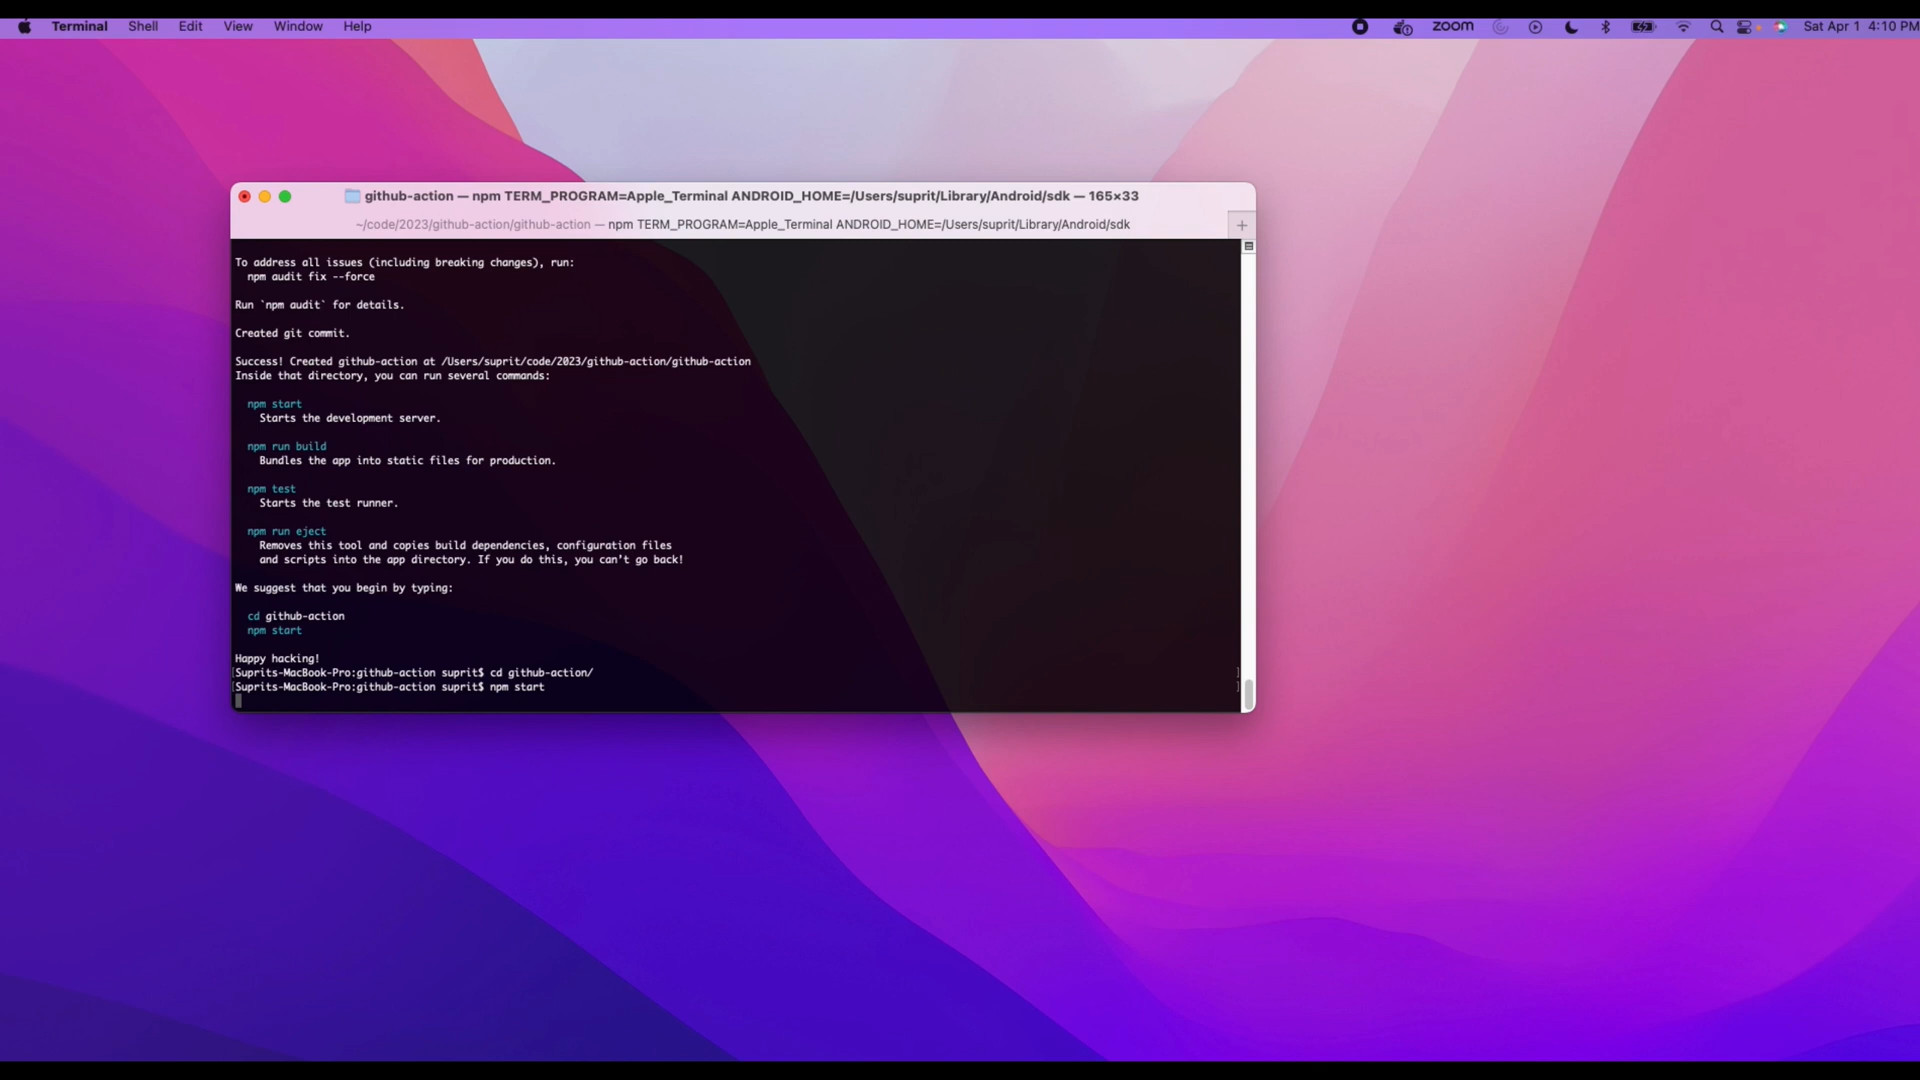 Terminal Shell Edit View Window Help zoom Sat Apr 1 4:10 PM
github-action — npm TERM_PROGRAM=Apple_Terminal ANDROID_HOME=/Users/suprit/Library/Android/sdk — 165×33
~/code/2023/github-action/github-action — npm TERM_PROGRAM=Apple_Terminal ANDROID_HOME=/Users/suprit/Library/Android/sdk
To address all issues (including breaking changes), run:
npm audit fix --force
Run `npm audit` for details.
Created git commit.
Success! Created github-action at /Users/suprit/code/2023/github-action/github-action
Inside that directory, you can run several commands:
npm start
Starts the development server.
npm run build
Bundles the app into static files for production.
npm test
Starts the test runner.
npm run eject
Removes this tool and copies build dependencies, configuration files
and scripts into the app directory. If you do this, you can't go back!
We suggest that you begin by typing:
cd github-action
npm start
Happy hacking!
[Suprits-MacBook-Pro:github-action suprit$ cd github-action/ ]
[Suprits-MacBook-Pro:github-action suprit$ npm start ]